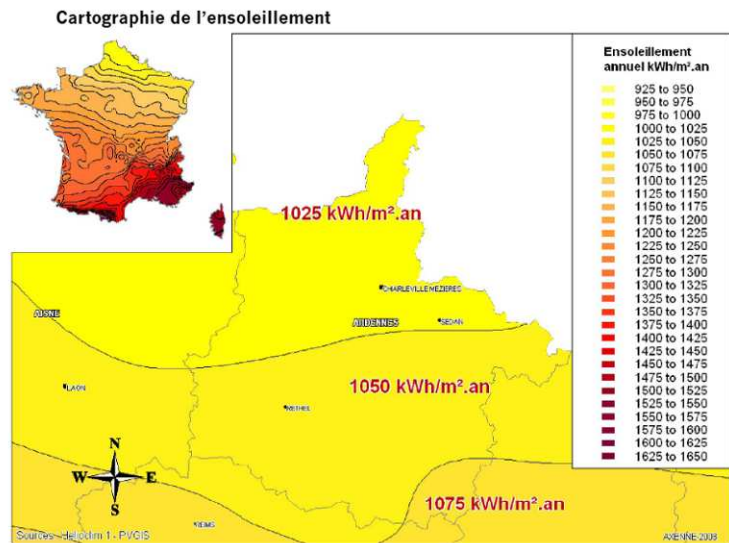 Cartographie de l'ensoleillement
Ensoleillement
annuel kWh/m².an
925 to 950
950 to 975
975 to 1000
1000 to 1025
1025 to 1050
1050 to 1075
1075 to 1100
1100 to 1125
1125 to 1150
1150 to 1175
1175 to 1200
1200 to 1225
1225 to 1250
1250 to 1275
1275 to 1300
1300 to 1325
1325 to 1350
1350 to 1375
1375 to 1400
1400 to 1425
1425 to 1450
1450 to 1475
1475 to 1500
1500 to 1525
1525 to 1550
1550 to 1575
1575 to 1600
1600 to 1625
1625 to 1650
1025 kWh/m².an
CHARLEVILLE MEZIERES
AISNE
ARDENNES
SEDAN
1050 kWh/m².an
LAON
RETHEL
N
W E
S
1075 kWh/m².an
REIMS
Sources : Helioclim 1 - PVGIS
AXENNE 2008